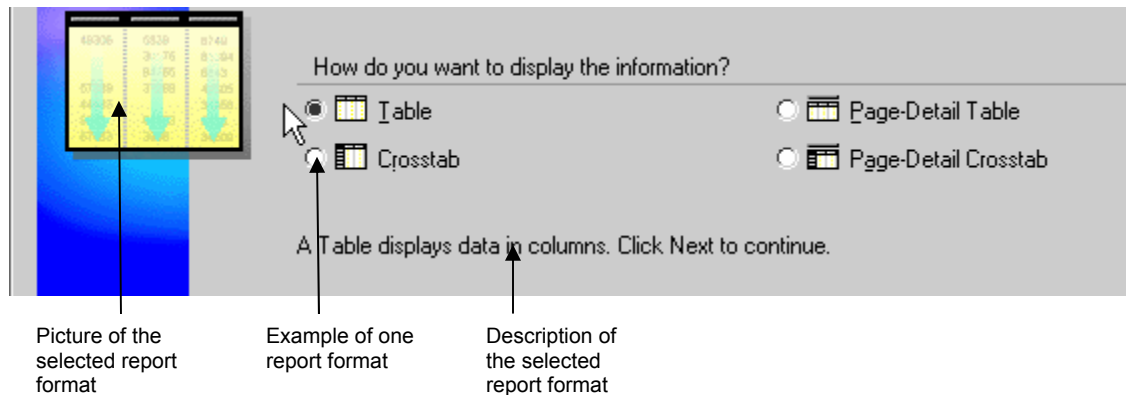 How do you want to display the information?
Table
Page-Detail Table
Crosstab
Page-Detail Crosstab
A Table displays data in columns. Click Next to continue.
Picture of the
selected report
format
Example of one
report format
Description of
the selected
report format